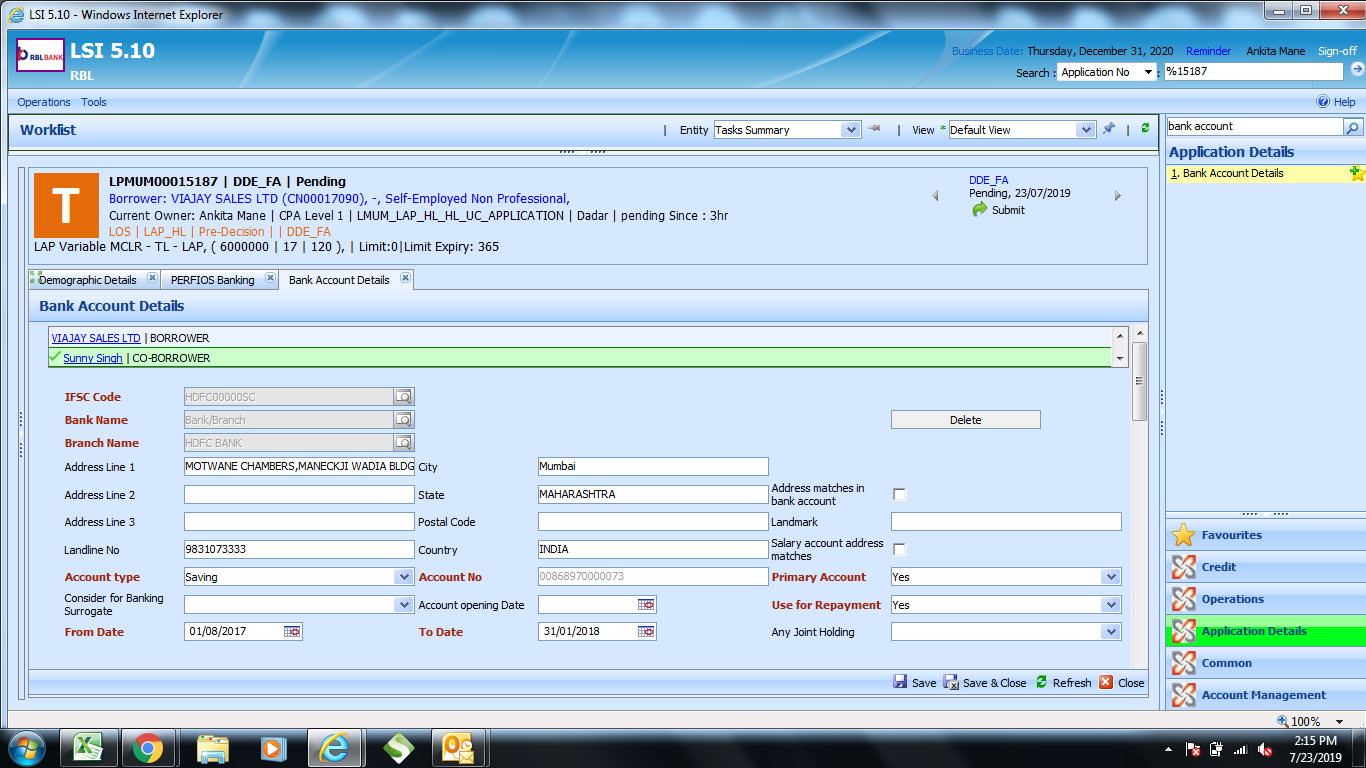 LSI 5.10 - Windows Internet Explorer
RBLBANK
LSI 5.10
RBL
Business Date: Thursday, December 31, 2020 Reminder Ankita Mane Sign-off
Search : Application No : %15187
Operations Tools Help
Worklist | Entity Tasks Summary | View * Default View |
bank account
Application Details
1. Bank Account Details
T
LPMUM00015187 | DDE_FA | Pending
Borrower: VIAJAY SALES LTD (CN00017090), -, Self-Employed Non Professional,
Current Owner: Ankita Mane | CPA Level 1 | LMUM_LAP_HL_HL_UC_APPLICATION | Dadar | pending Since : 3hr
LOS | LAP_HL | Pre-Decision | | DDE_FA
LAP Variable MCLR - TL - LAP, ( 6000000 | 17 | 120 ), | Limit:0|Limit Expiry: 365
DDE_FA
Pending, 23/07/2019
Submit
Demographic Details PERFIOS Banking Bank Account Details
Bank Account Details
VIAJAY SALES LTD | BORROWER
Sunny Singh | CO-BORROWER
IFSC Code HDFC00000SC
Bank Name Bank/Branch Delete
Branch Name HDFC BANK
Address Line 1 MOTWANE CHAMBERS,MANECKJI WADIA BLDG City Mumbai
Address Line 2 State MAHARASHTRA Address matches in bank account
Address Line 3 Postal Code Landmark
Landline No 9831073333 Country INDIA Salary account address matches
Account type Saving Account No 00868970000073 Primary Account Yes
Consider for Banking Surrogate Account opening Date Use for Repayment Yes
From Date 01/08/2017 To Date 31/01/2018 Any Joint Holding
Save Save & Close Refresh Close
Favourites
Credit
Operations
Application Details
Common
Account Management
100%
2:15 PM
7/23/2019